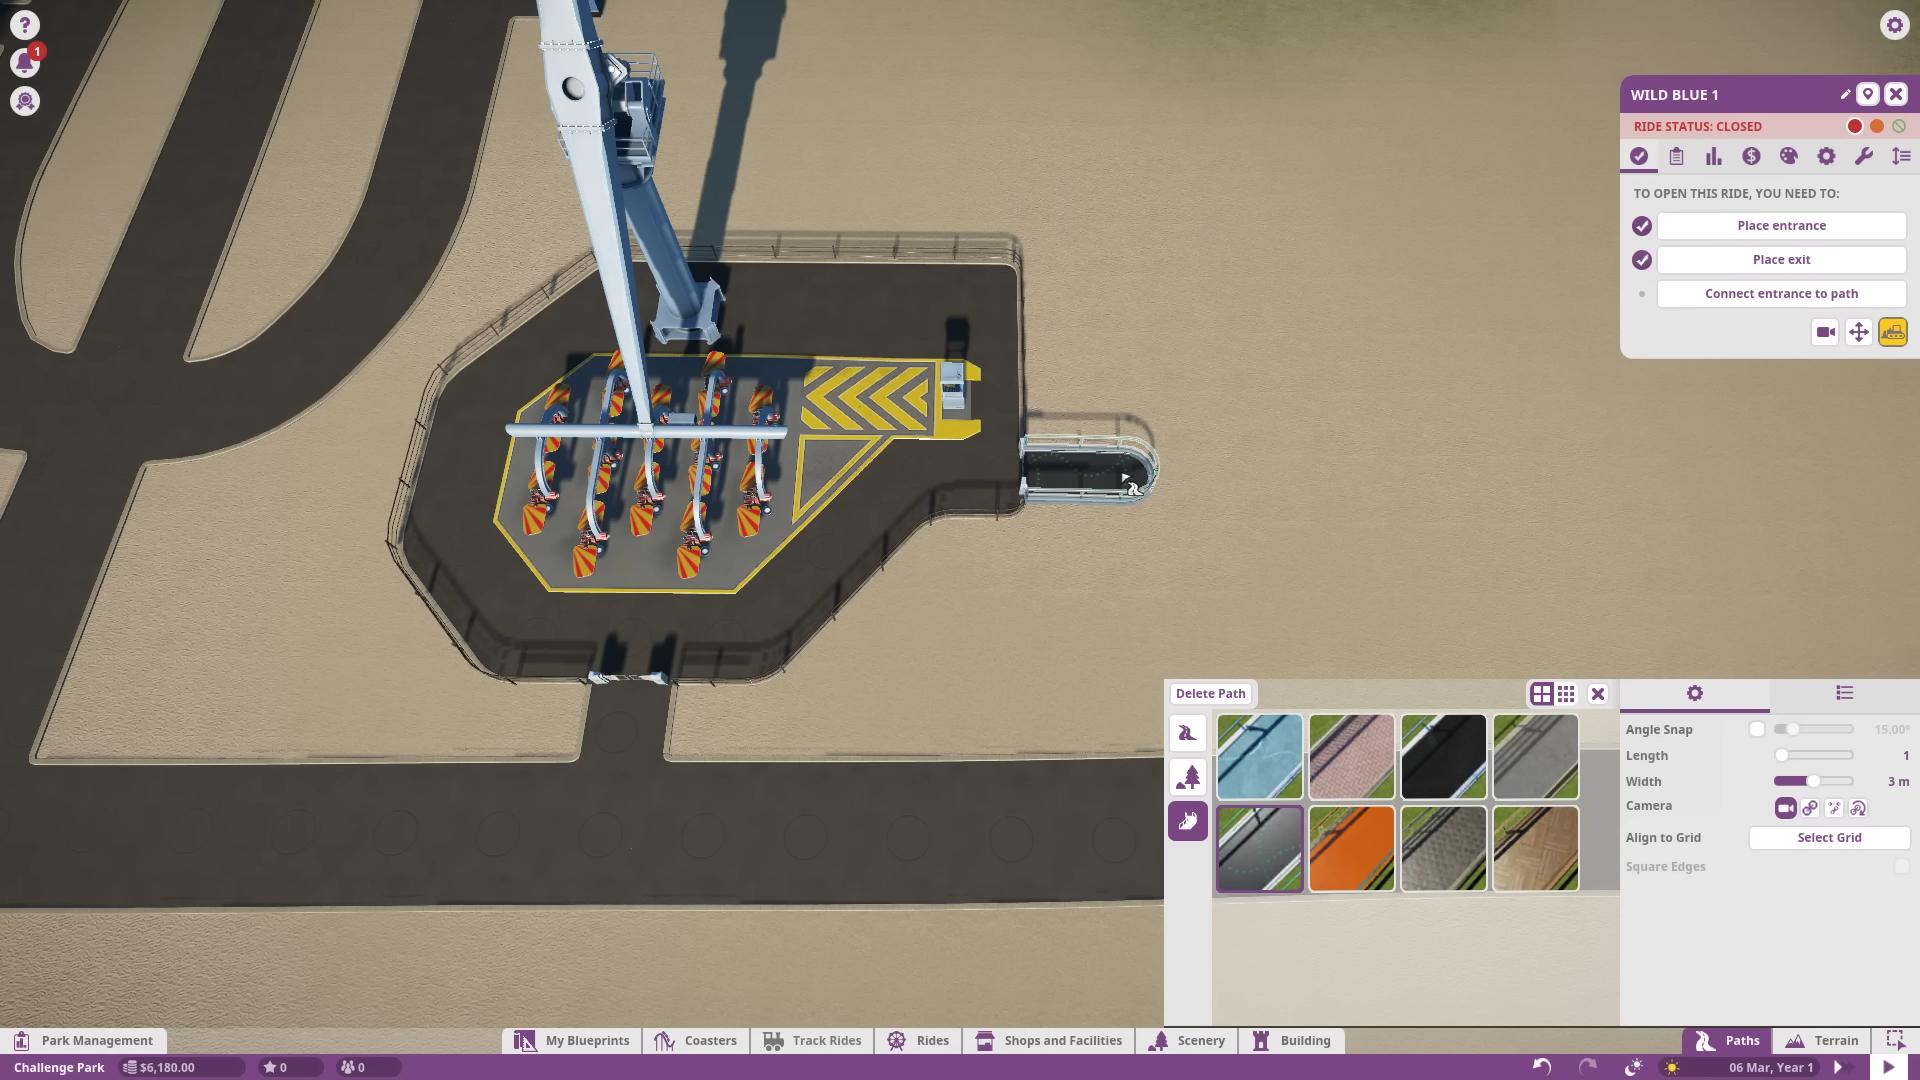 ?
1
WILD BLUE 1
RIDE STATUS: CLOSED
TO OPEN THIS RIDE, YOU NEED TO:
Place entrance
Place exit
Connect entrance to path
Delete Path
Angle Snap 15.00°
Length 1
Width 3 m
Camera
Align to Grid Select Grid
Square Edges
Park Management
My Blueprints
Coasters
Track Rides
Rides
Shops and Facilities
Scenery
Building
Paths
Terrain
Challenge Park
$6,180.00
0
0
06 Mar, Year 1